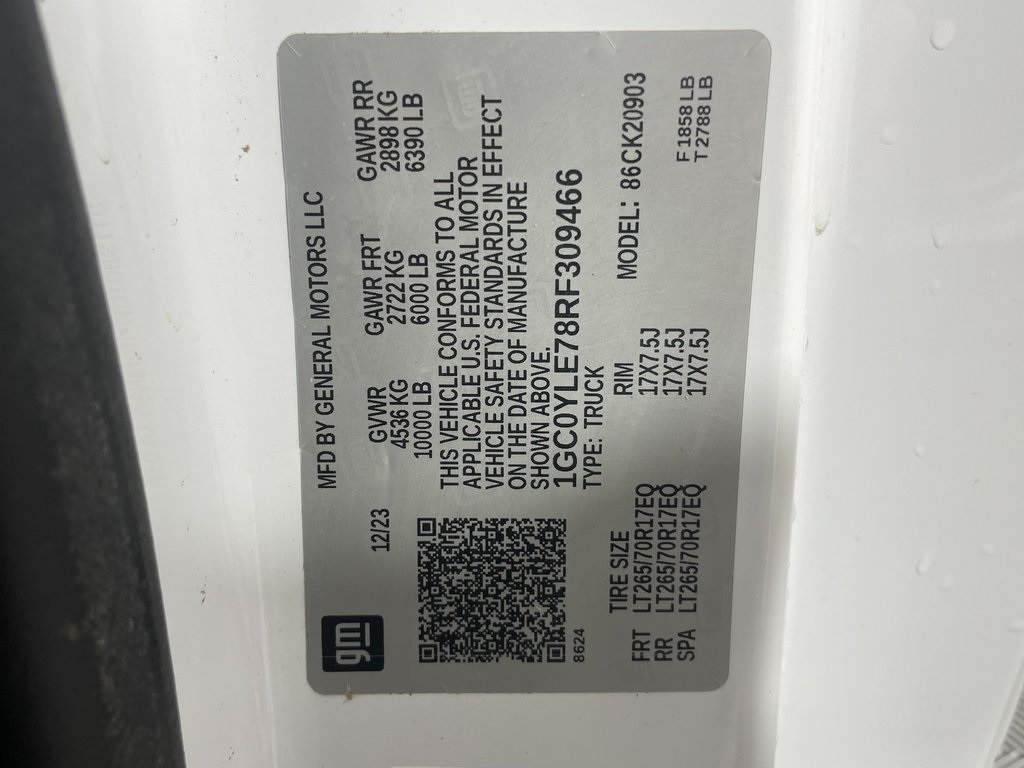 gm
MFD BY GENERAL MOTORS LLC
12/23
GVWR GAWR FRT GAWR RR
4536 KG 2722 KG 2898 KG
10000 LB 6000 LB 6390 LB
THIS VEHICLE CONFORMS TO ALL
APPLICABLE U.S. FEDERAL MOTOR
VEHICLE SAFETY STANDARDS IN EFFECT
ON THE DATE OF MANUFACTURE
SHOWN ABOVE.
1GC0YLE78RF309466
TYPE: TRUCK
8624
TIRE SIZE RIM MODEL: 86CK20903
FRT LT265/70R17EQ 17X7.5J
RR LT265/70R17EQ 17X7.5J
SPA LT265/70R17EQ 17X7.5J
F 1858 LB
T 2788 LB